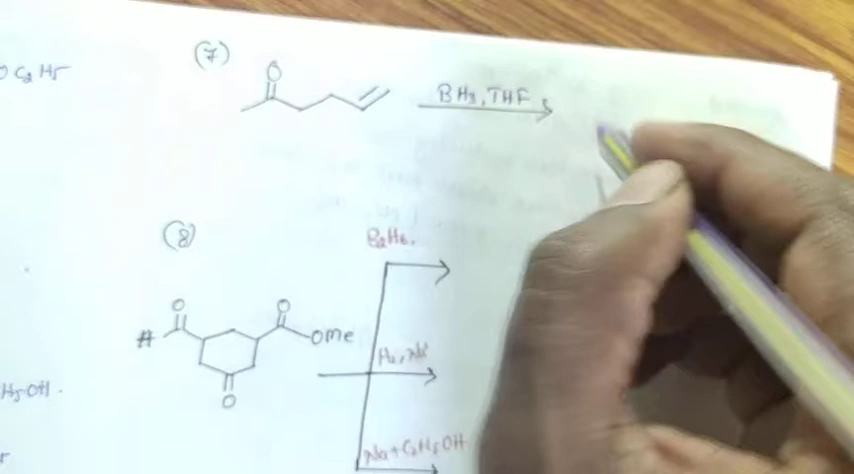 (7)
O C2H5
O
BH3, THF
(8)
B2H6.
O O
H OMe
H2, Ni
O
H5OH.
Na + C2H5OH